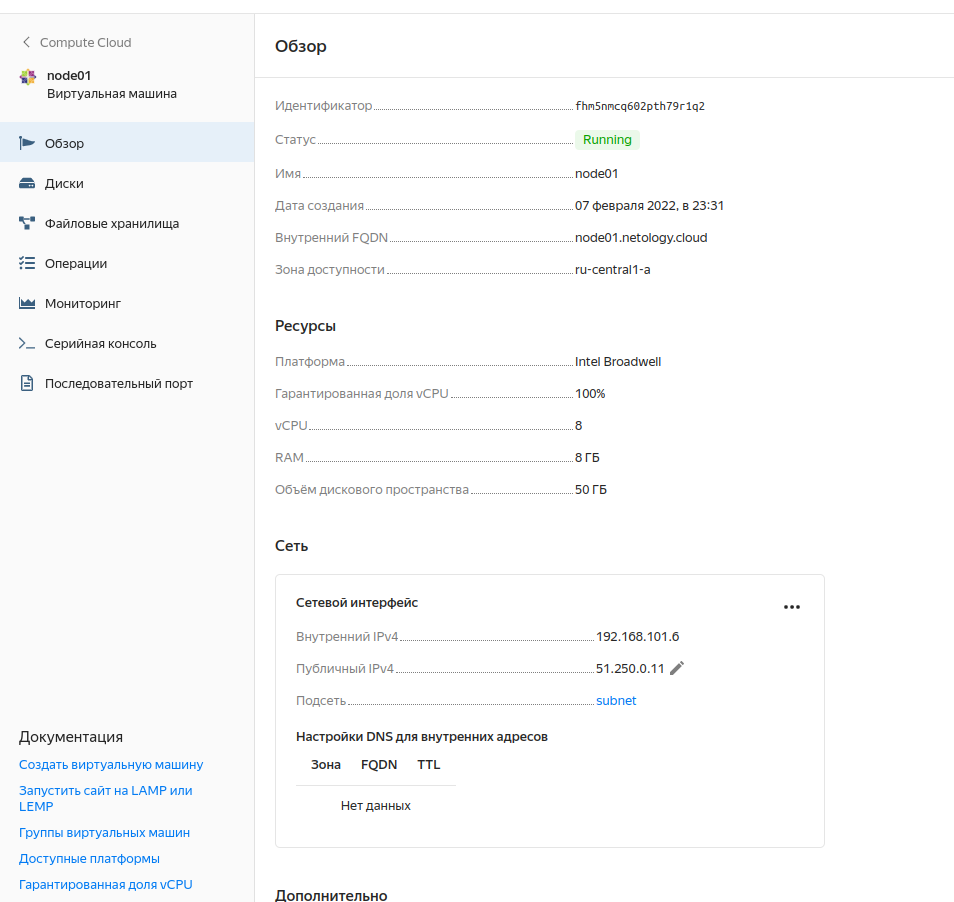 Compute Cloud
node01
Виртуальная машина
Обзор
Диски
Файловые хранилища
Операции
Мониторинг
Серийная консоль
Последовательный порт
Документация
Создать виртуальную машину
Запустить сайт на LAMP или
LEMP
Группы виртуальных машин
Доступные платформы
Гарантированная доля vCPU
Обзор
Идентификатор fhm5nmcq602pth79r1q2
Статус Running
Имя node01
Дата создания 07 февраля 2022, в 23:31
Внутренний FQDN node01.netology.cloud
Зона доступности ru-central1-a
Ресурсы
Платформа Intel Broadwell
Гарантированная доля vCPU 100%
vCPU 8
RAM 8 ГБ
Объём дискового пространства 50 ГБ
Сеть
Сетевой интерфейс
Внутренний IPv4 192.168.101.6
Публичный IPv4 51.250.0.11
Подсеть subnet
Настройки DNS для внутренних адресов
Зона FQDN TTL
Нет данных
Дополнительно